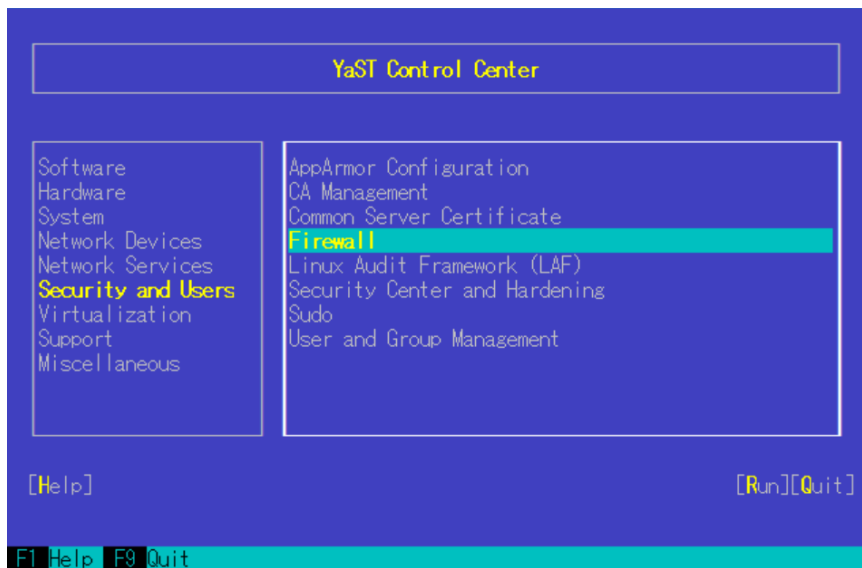 YaST Control Center
Software
Hardware
System
Network Devices
Network Services
Security and Users
Virtualization
Support
Miscellaneous
AppArmor Configuration
CA Management
Common Server Certificate
Firewall
Linux Audit Framework (LAF)
Security Center and Hardening
Sudo
User and Group Management
[Help] [Run][Quit]
F1 Help F9 Quit